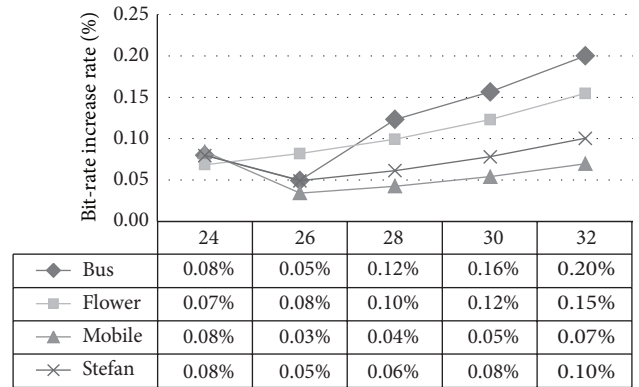 Bit-rate increase rate (%)
0.25
0.20
0.15
0.10
0.05
0.00
24 26 28 30 32
Bus 0.08% 0.05% 0.12% 0.16% 0.20%
Flower 0.07% 0.08% 0.10% 0.12% 0.15%
Mobile 0.08% 0.03% 0.04% 0.05% 0.07%
Stefan 0.08% 0.05% 0.06% 0.08% 0.10%